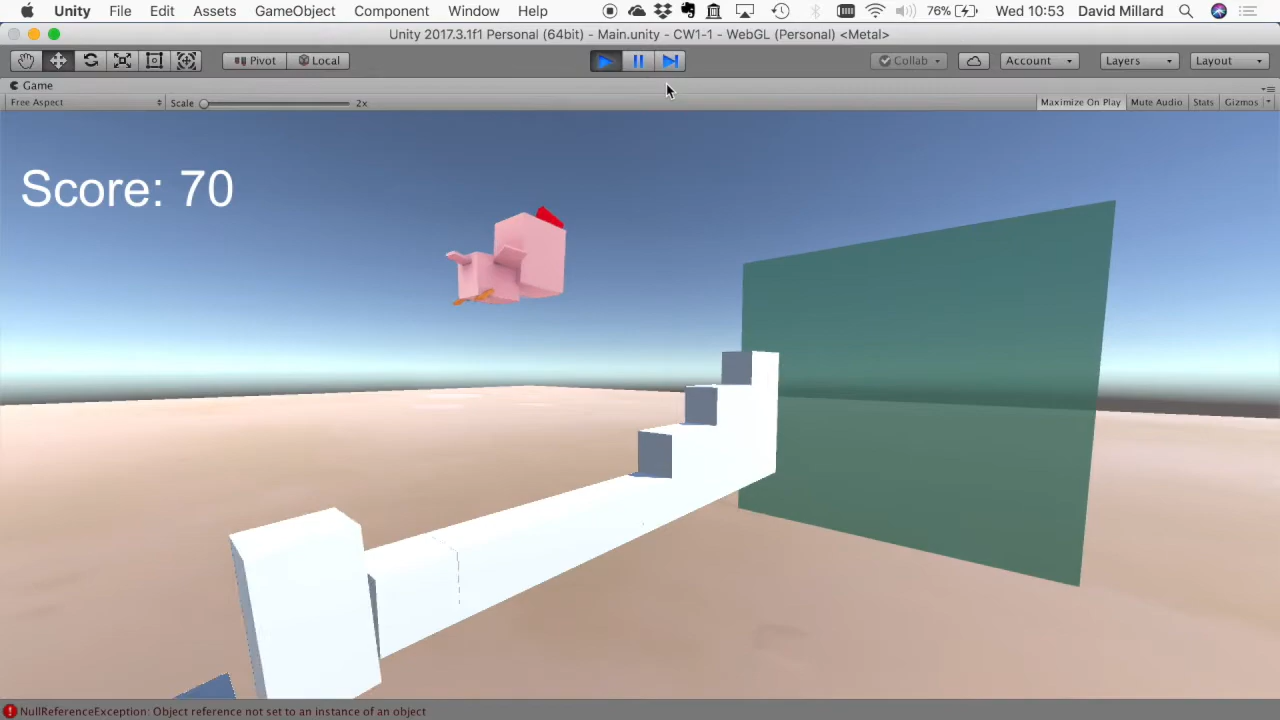 Unity File Edit Assets GameObject Component Window Help 76% Wed 10:53 David Millard
Unity 2017.3.1f1 Personal (64bit) - Main.unity - CW1-1 - WebGL (Personal) <Metal>
Pivot Local Collab Account Layers Layout
Game
Free Aspect Scale 2x Maximize On Play Mute Audio Stats Gizmos
Score: 70
NullReferenceException: Object reference not set to an instance of an object